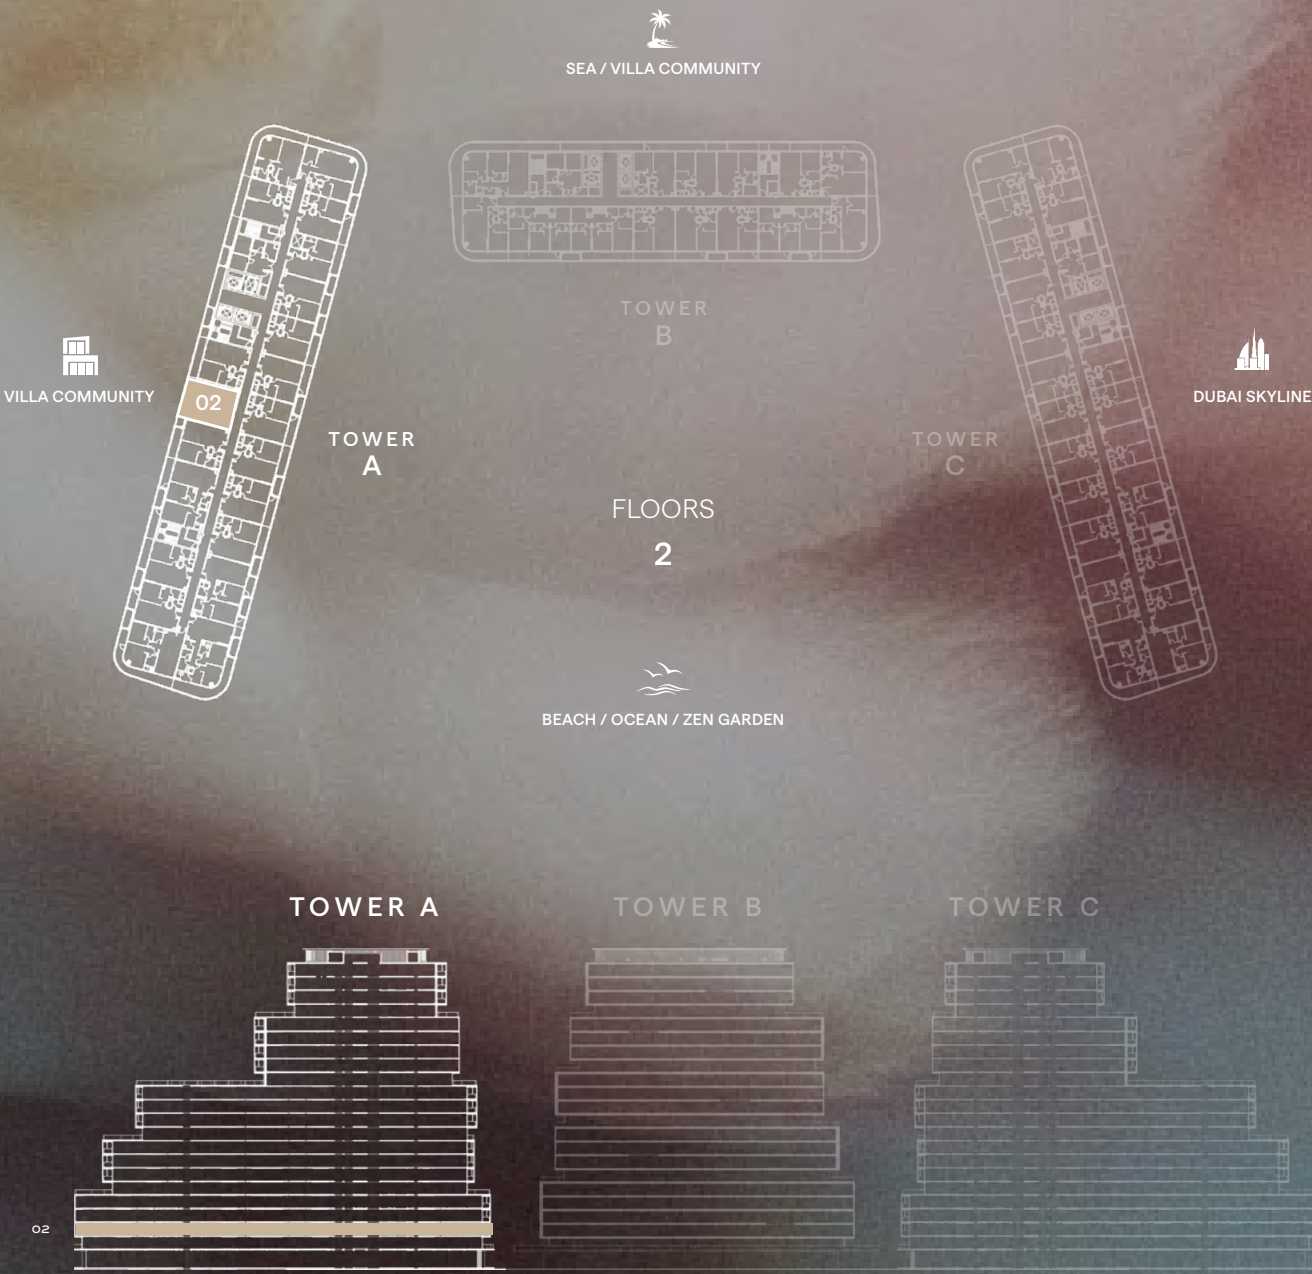 SEA / VILLA COMMUNITY
TOWER
B
VILLA COMMUNITY
DUBAI SKYLINE
02
TOWER
A
TOWER
C
FLOORS
2
BEACH / OCEAN / ZEN GARDEN
TOWER A
TOWER B
TOWER C
02